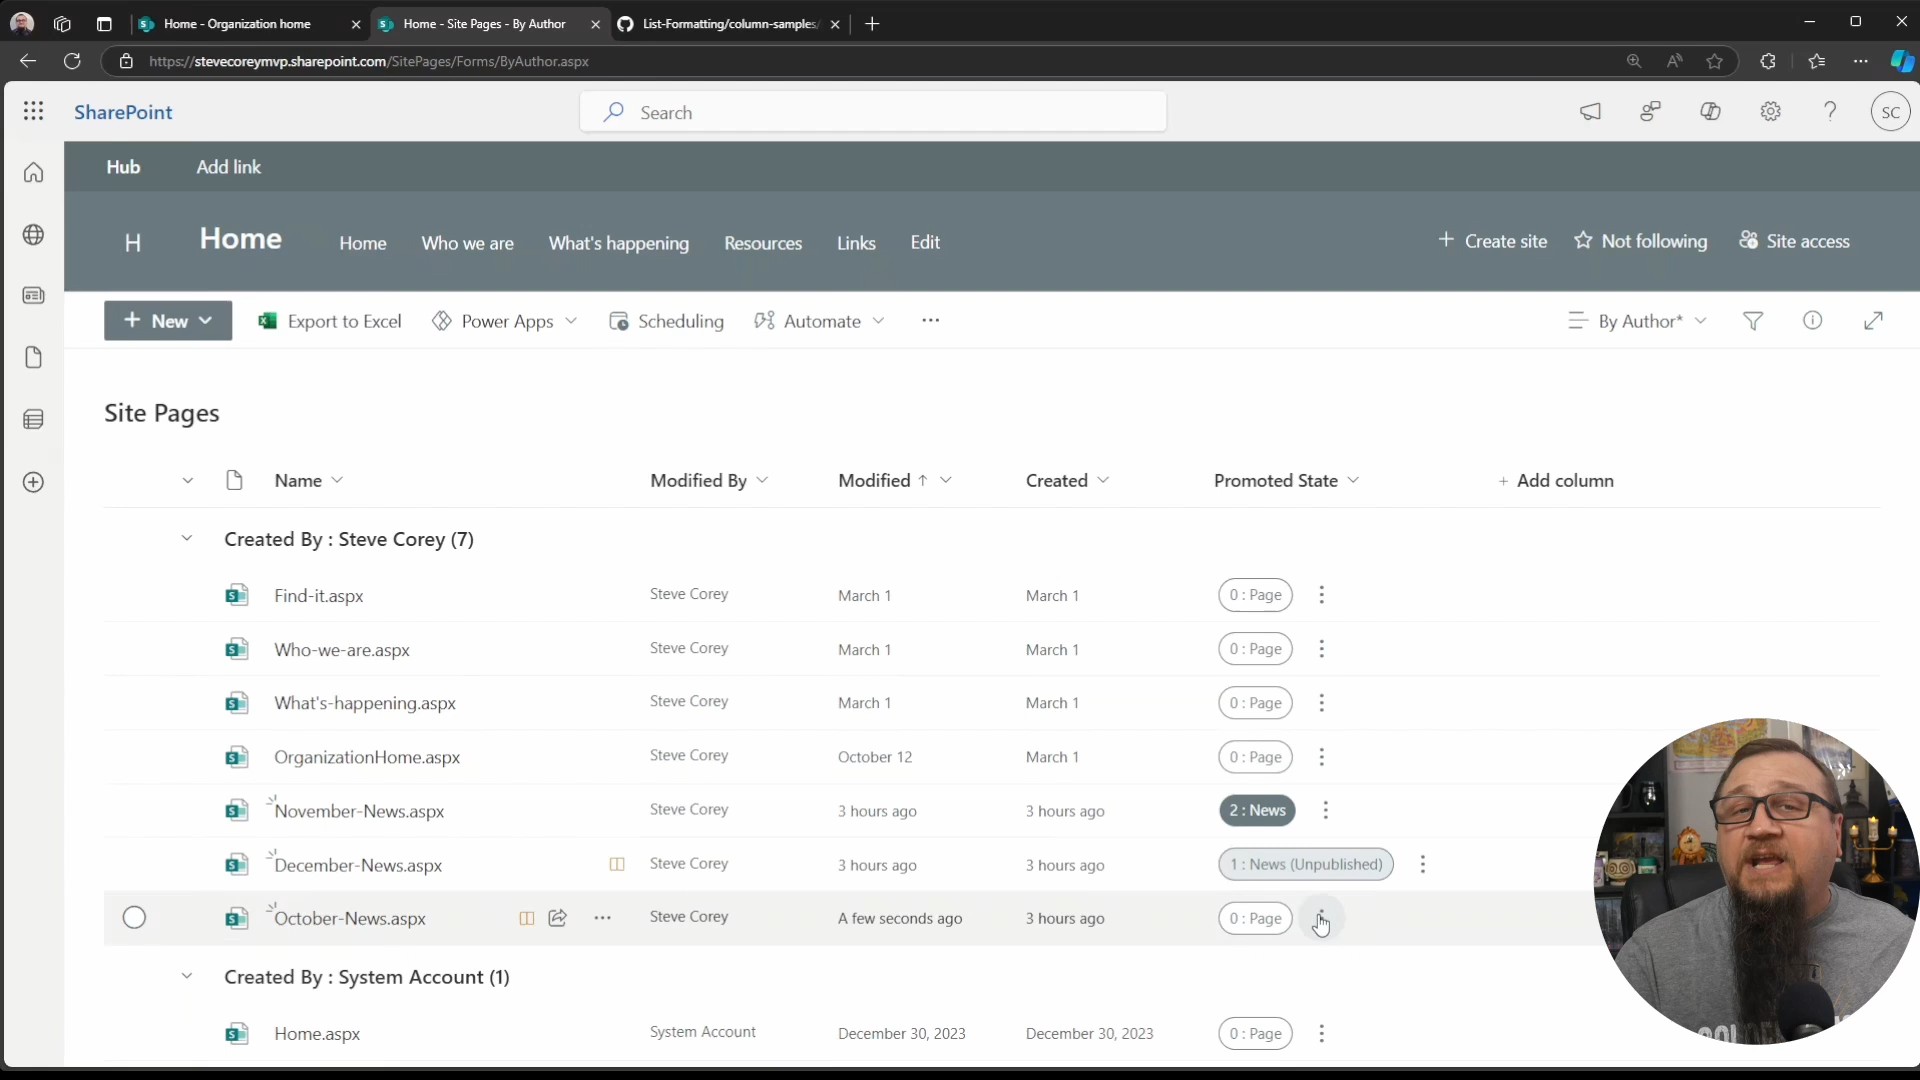 Home - Organization home
Home - Site Pages - By Author
List-Formatting/column-samples/
https://stevecoreymvp.sharepoint.com/SitePages/Forms/ByAuthor.aspx
SharePoint
Search
SC
Hub
Add link
H
Home
Home
Who we are
What's happening
Resources
Links
Edit
Create site
Not following
Site access
New
Export to Excel
Power Apps
Scheduling
Automate
By Author*
Site Pages
Name
Modified By
Modified
Created
Promoted State
+ Add column
Created By : Steve Corey (7)
Find-it.aspx Steve Corey March 1 March 1 0 : Page
Who-we-are.aspx Steve Corey March 1 March 1 0 : Page
What's-happening.aspx Steve Corey March 1 March 1 0 : Page
OrganizationHome.aspx Steve Corey October 12 March 1 0 : Page
November-News.aspx Steve Corey 3 hours ago 3 hours ago 2 : News
December-News.aspx Steve Corey 3 hours ago 3 hours ago 1 : News (Unpublished)
October-News.aspx Steve Corey A few seconds ago 3 hours ago 0 : Page
Created By : System Account (1)
Home.aspx System Account December 30, 2023 December 30, 2023 0 : Page